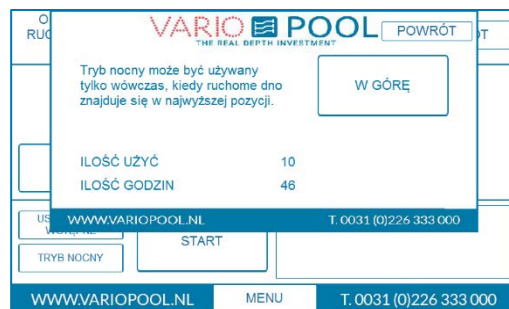 VARIO POOL
THE REAL DEPTH INVESTMENT
POWRÓT
Tryb nocny może być używany
tylko wówczas, kiedy ruchome dno
znajduje się w najwyższej pozycji.
W GÓRĘ
ILOŚĆ UŻYĆ 10
ILOŚĆ GODZIN 46
WWW.VARIOPOOL.NL T. 0031 (0)226 333 000
START
TRYB NOCNY
WWW.VARIOPOOL.NL MENU T. 0031 (0)226 333 000